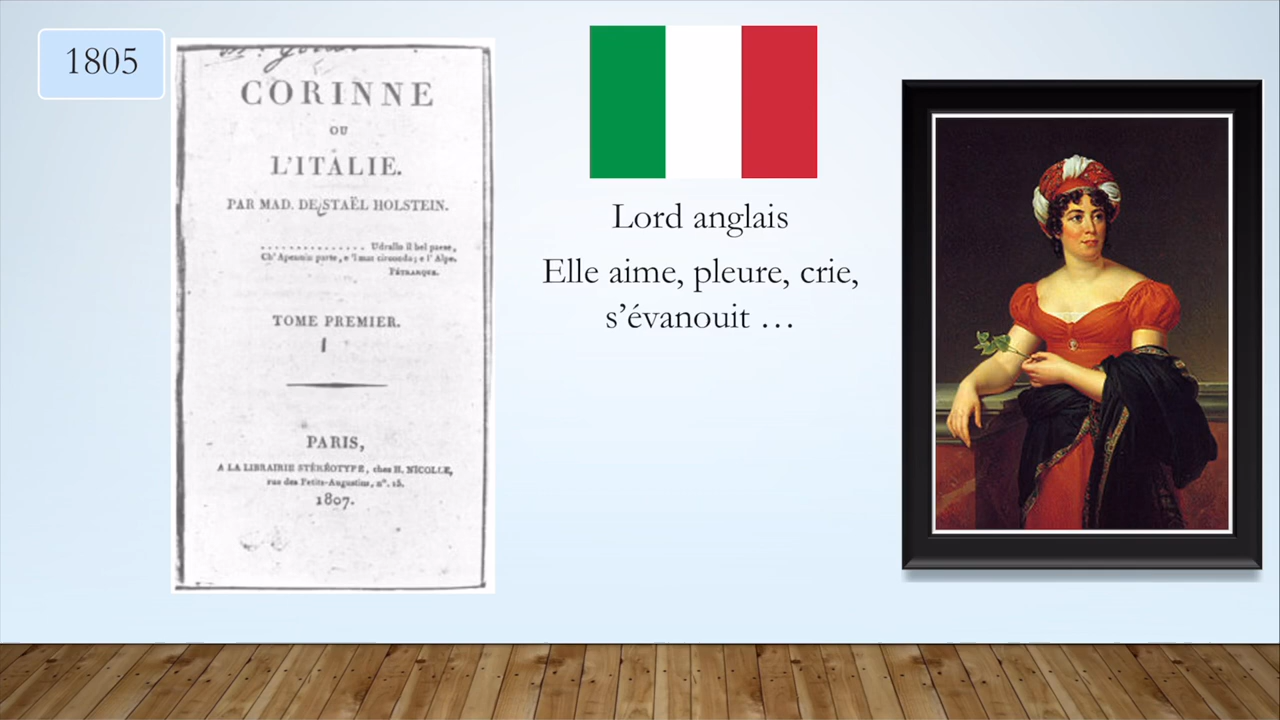 1805
CORINNE
OU
L'ITALIE.
PAR MAD. DE STAËL HOLSTEIN.
............... Udrallo il bel paese,
Ch' Apennin parte, e 'l mar circonda; e l' Alpe.
PÉTRARQUE.
TOME PREMIER.
I
PARIS,
A LA LIBRAIRIE STÉRÉOTYPE, chez H. NICOLLE,
rue des Petits-Augustins, n°. 15.
1807.
Lord anglais
Elle aime, pleure, crie,
s'évanouit …